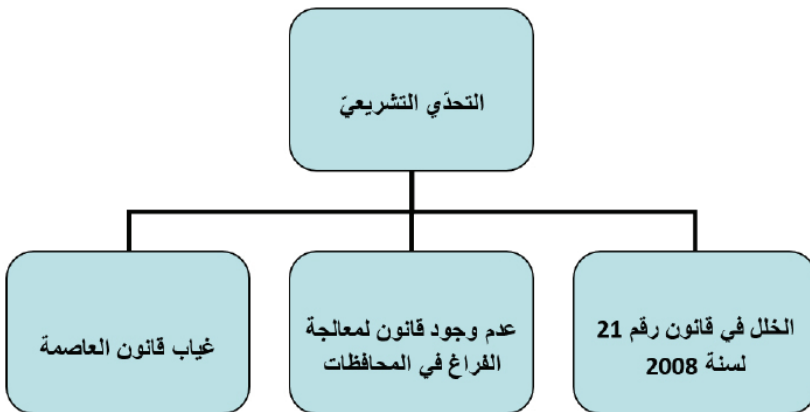 التحدّي التشريعيّ
الخلل في قانون رقم 21
لسنة 2008
عدم وجود قانون لمعالجة
الفراغ في المحافظات
غياب قانون العاصمة